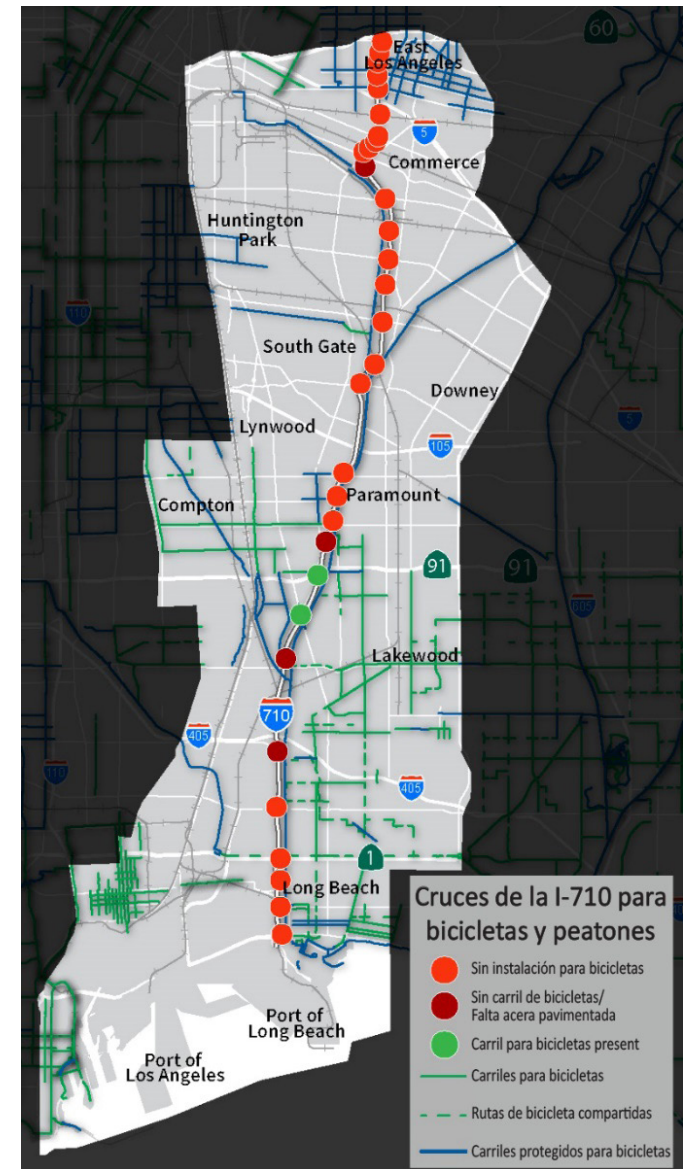 60
East
Los Angeles
5
Commerce
Huntington
Park
110
South Gate
Downey
5
Lynwood
105
Compton
Paramount
91
91
605
Lakewood
710
405
110
405
1
Long Beach
Port of
Long Beach
Port of
Los Angeles
Cruces de la I-710 para
bicicletas y peatones
Sin instalación para bicicletas
Sin carril de bicicletas/
Falta acera pavimentada
Carril para bicicletas present
Carriles para bicicletas
Rutas de bicicleta compartidas
Carriles protegidos para bicicletas